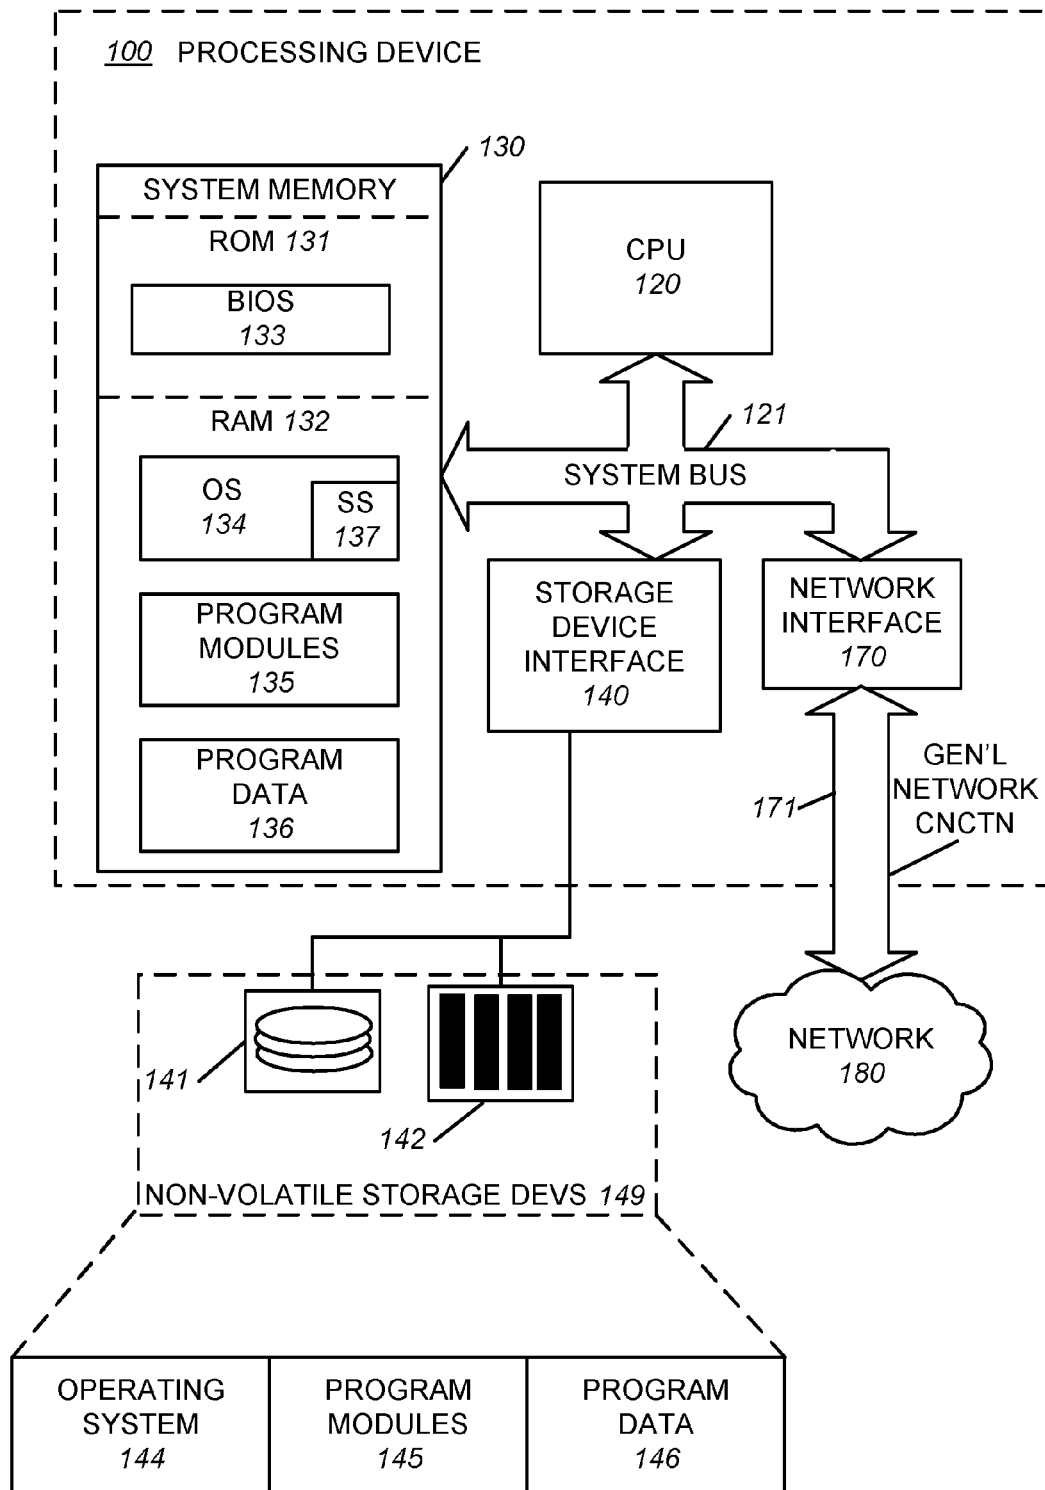 100 PROCESSING DEVICE
130
SYSTEM MEMORY
ROM 131
BIOS
133
RAM 132
OS
134
SS
137
PROGRAM
MODULES
135
PROGRAM
DATA
136
CPU
120
121
SYSTEM BUS
STORAGE
DEVICE
INTERFACE
140
NETWORK
INTERFACE
170
171
GEN'L
NETWORK
CNCTN
141
142
NON-VOLATILE STORAGE DEVS 149
NETWORK
180
OPERATING
SYSTEM
144
PROGRAM
MODULES
145
PROGRAM
DATA
146